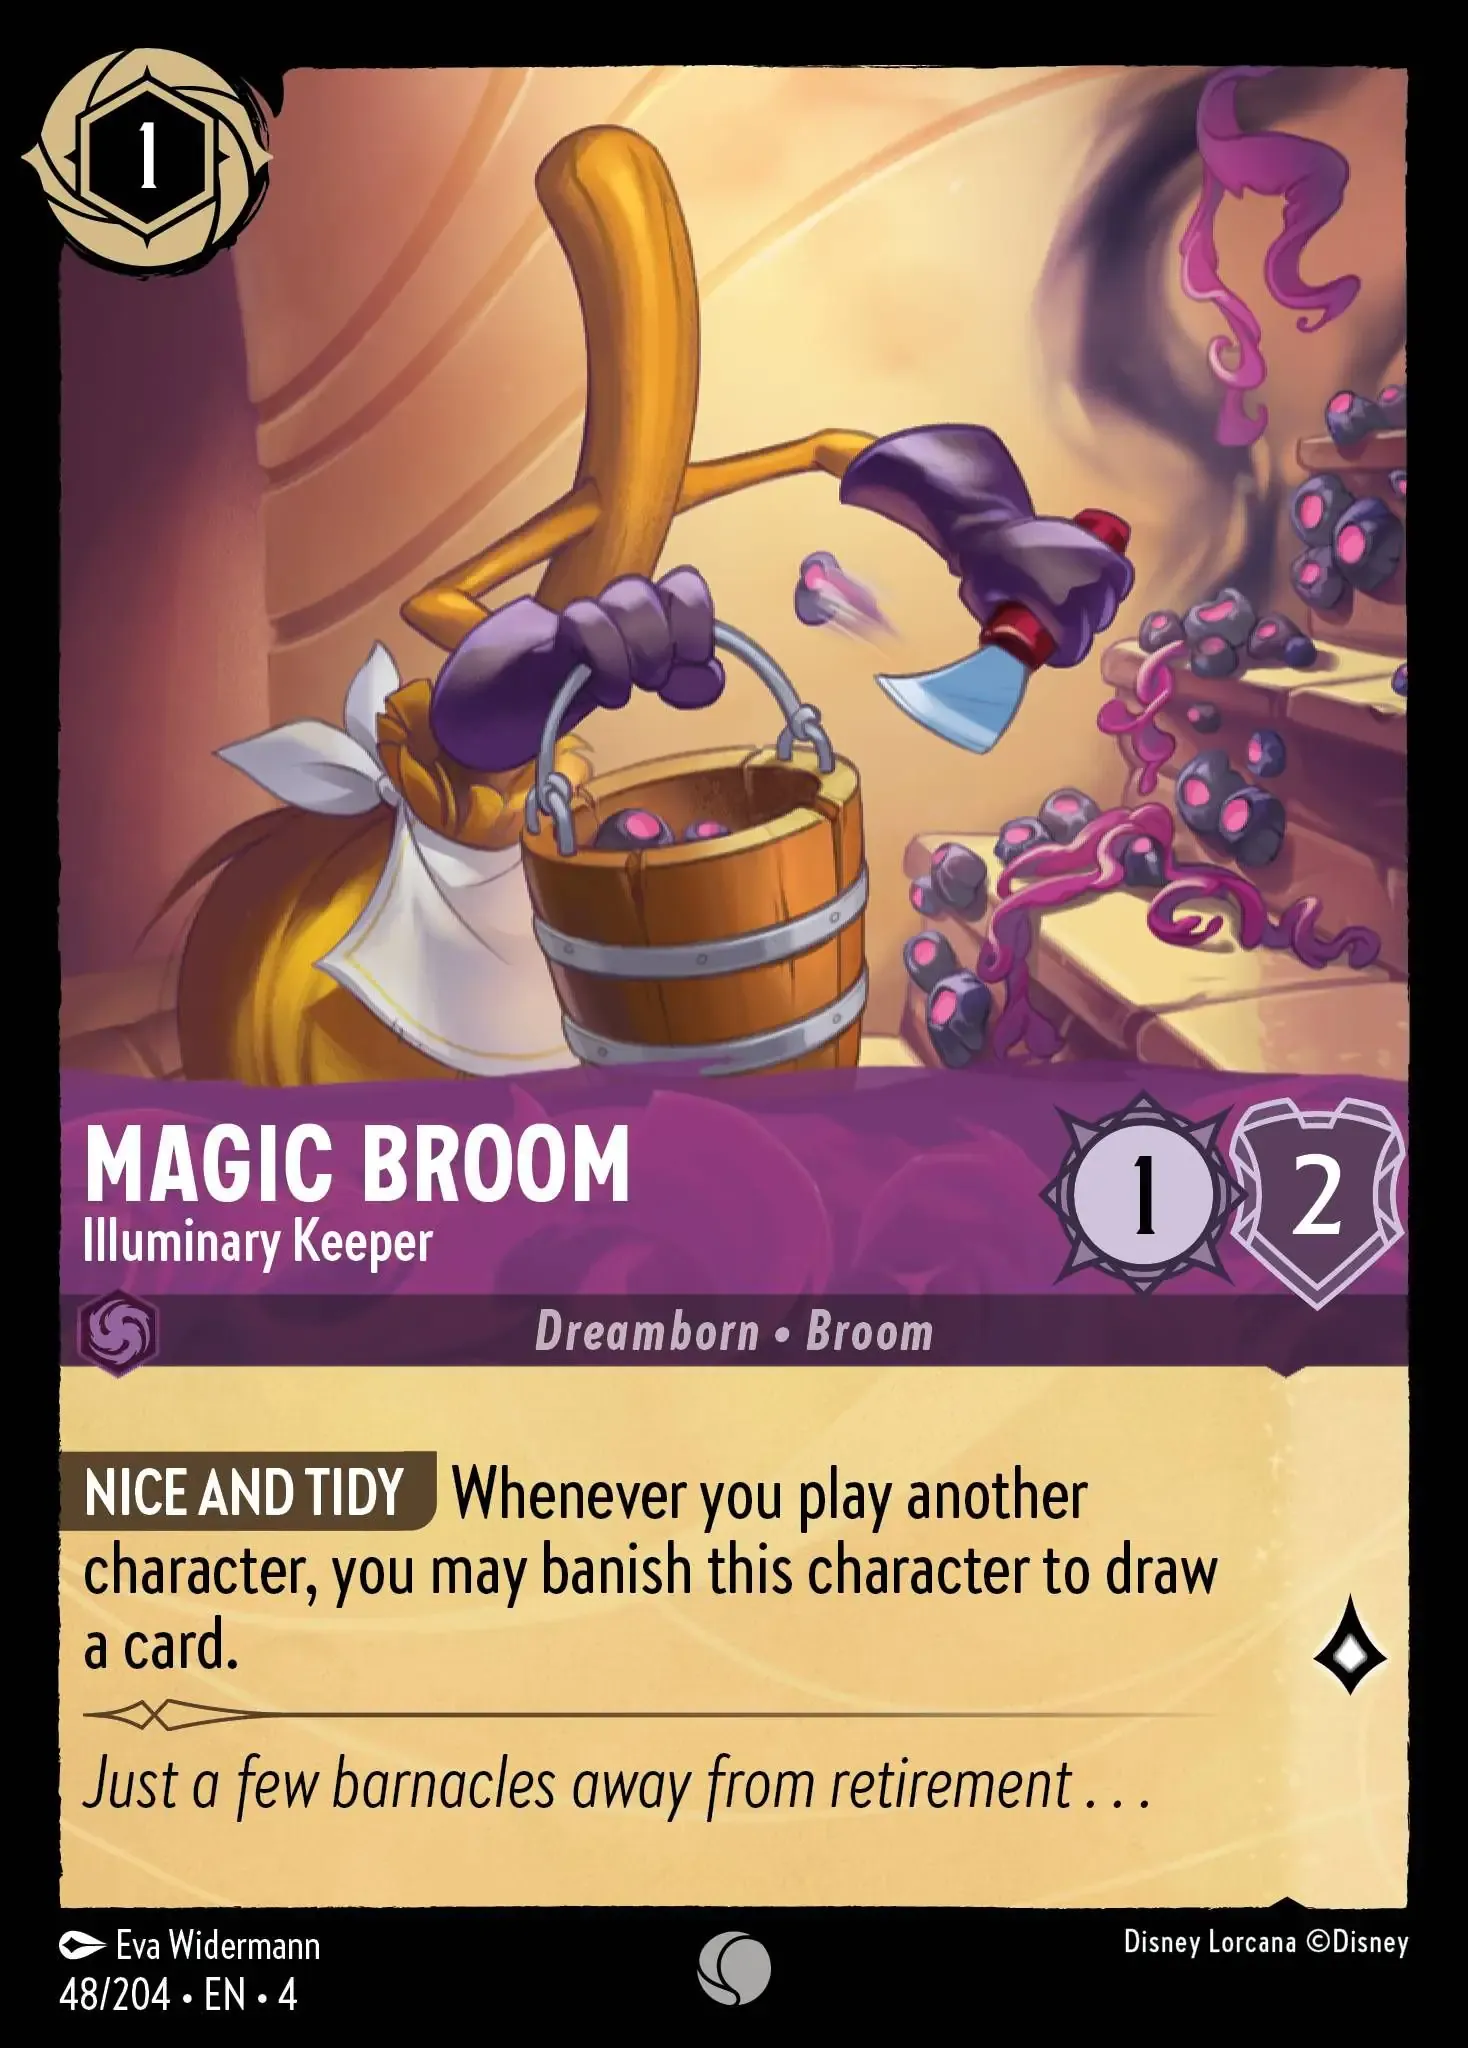 1
MAGIC BROOM
Illuminary Keeper
1
2
Dreamborn • Broom
NICE AND TIDY Whenever you play another
character, you may banish this character to draw
a card.
Just a few barnacles away from retirement . . .
Eva Widermann
48/204 • EN • 4
Disney Lorcana ©Disney